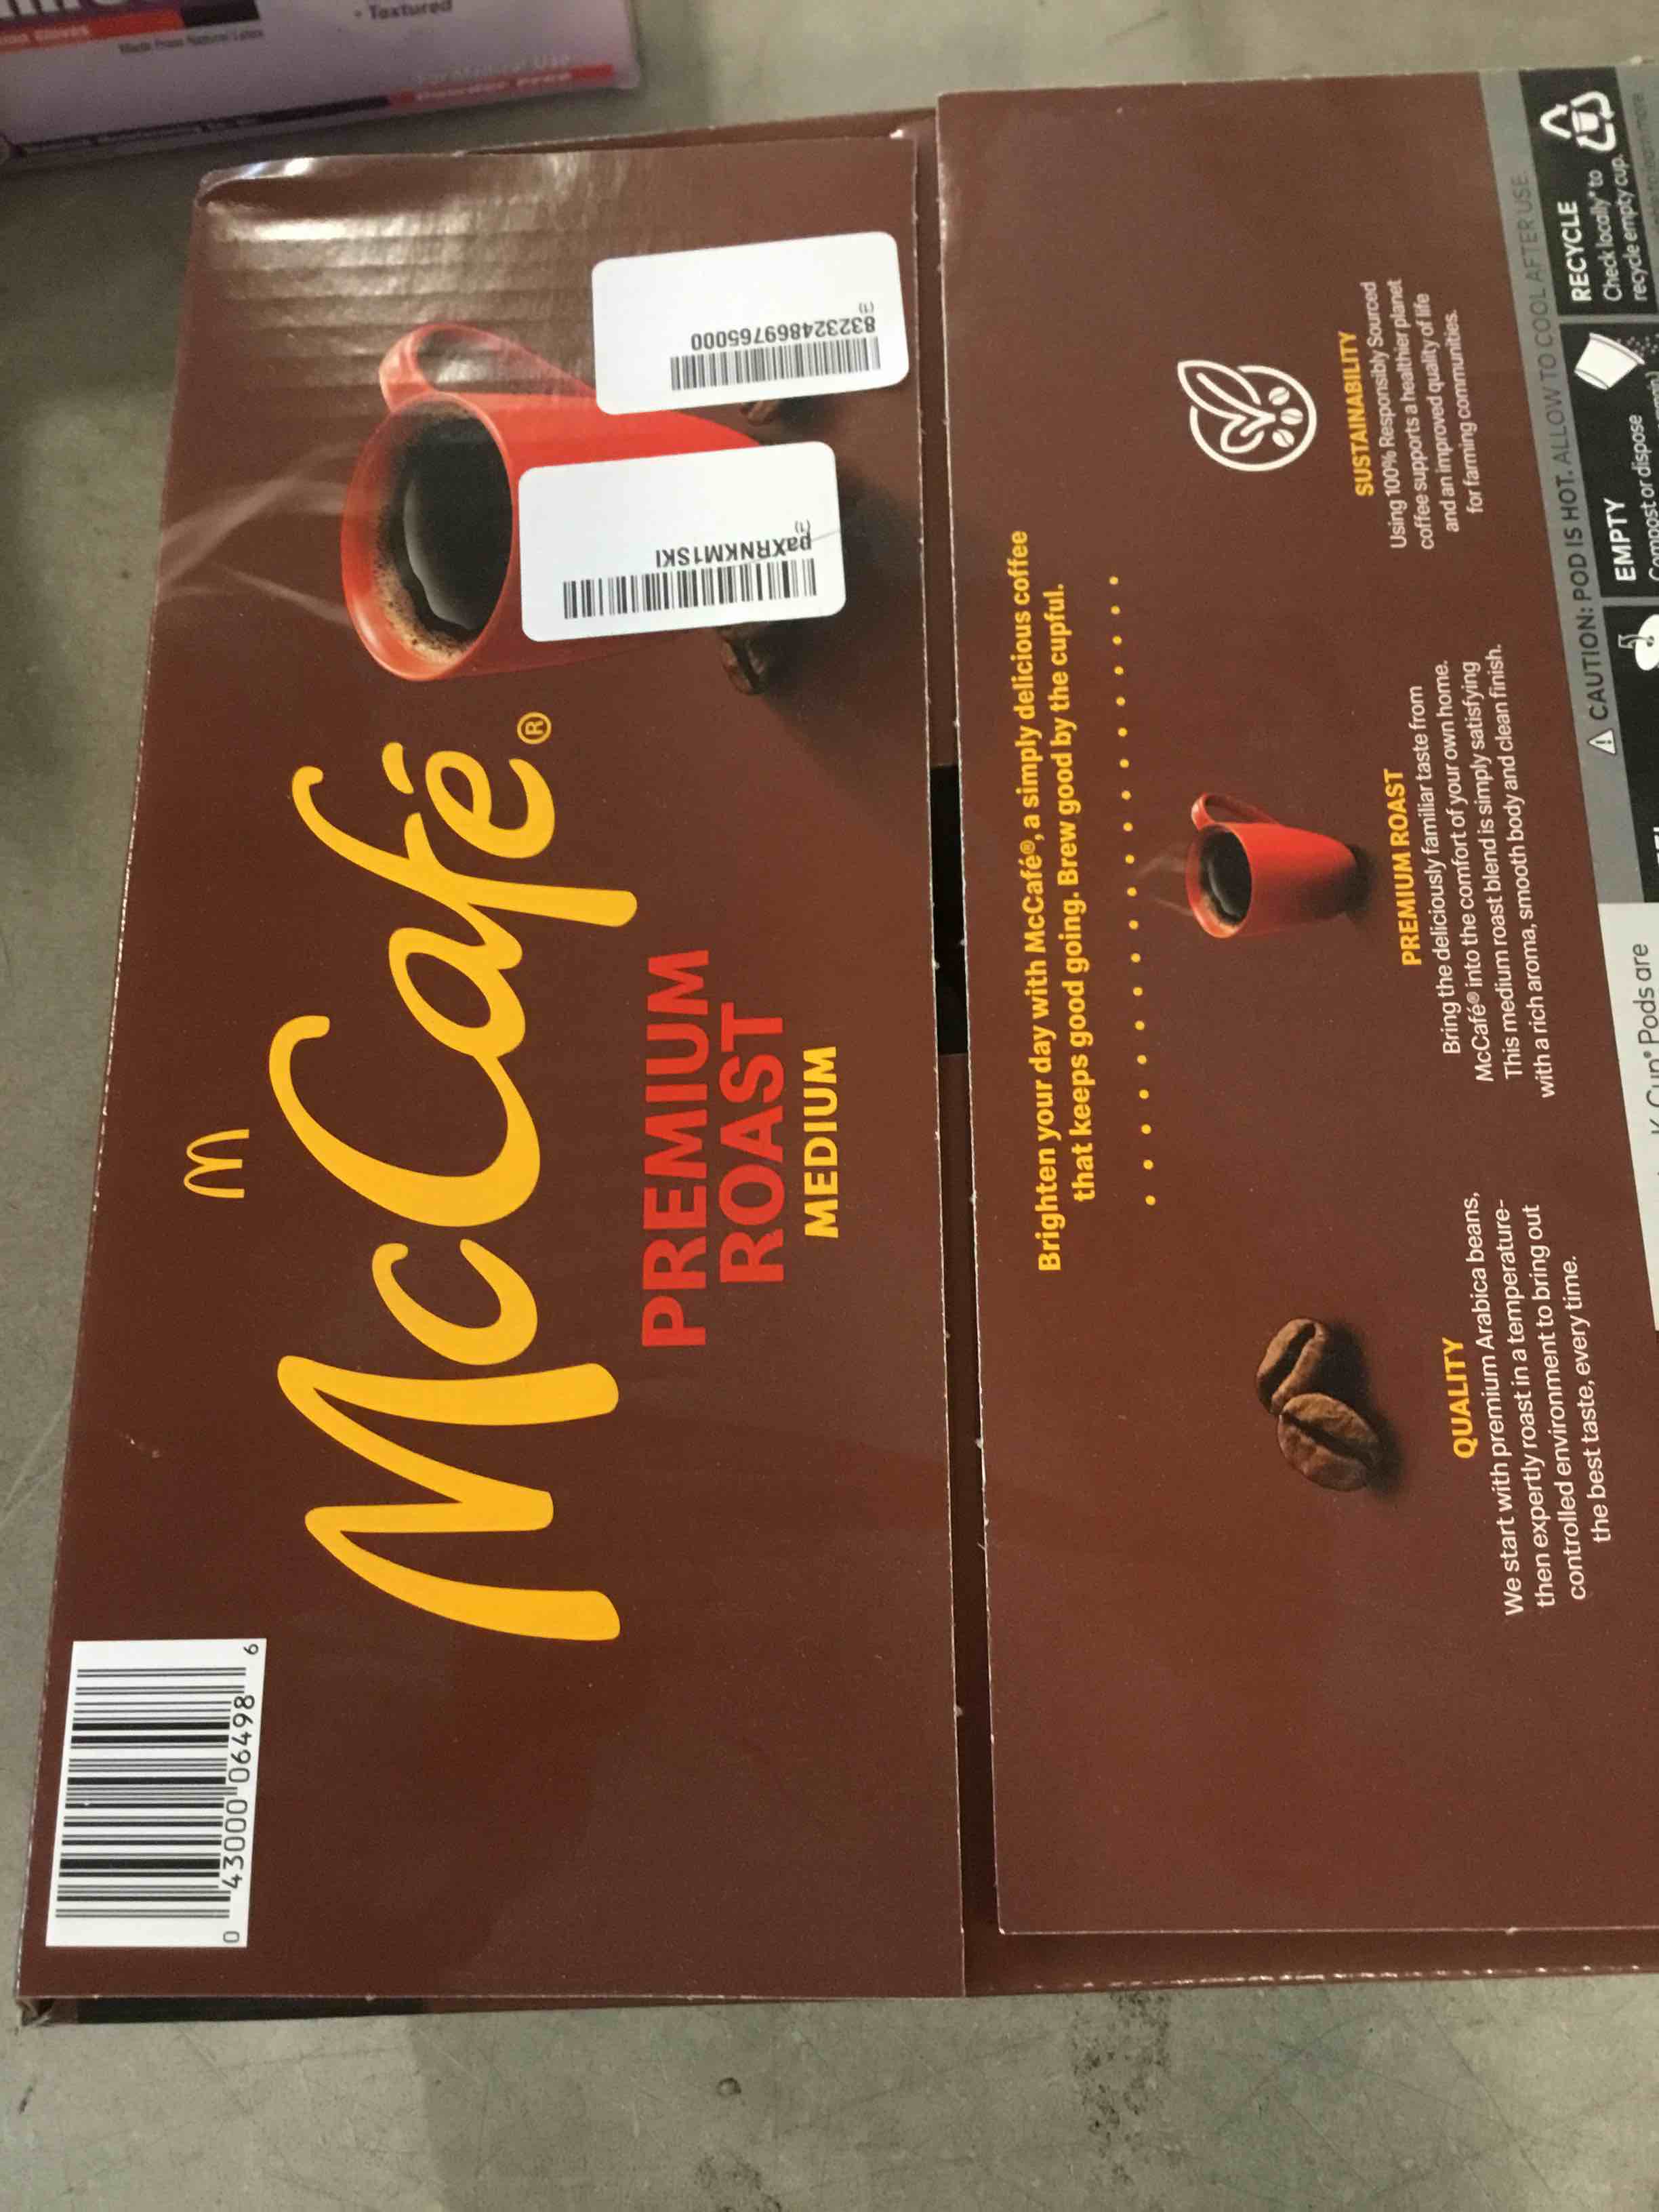 • Textured
Made From Natural Latex
m
McCafé®
PREMIUM
ROAST
MEDIUM
0 43000 06498 6
832324869765000
(1)
paXRNKM1SKI
(2)
Brighten your day with McCafé®, a simply delicious coffee
that keeps good going. Brew good by the cupful.
QUALITY
We start with premium Arabica beans,
then expertly roast in a temperature-
controlled environment to bring out
the best taste, every time.
PREMIUM ROAST
Bring the deliciously familiar taste from
McCafé® into the comfort of your own home.
This medium roast blend is simply satisfying
with a rich aroma, smooth body and clean finish.
SUSTAINABILITY
Using 100% Responsibly Sourced
coffee supports a healthier planet
and an improved quality of life
for farming communities.
CAUTION: POD IS HOT. ALLOW TO COOL AFTER USE.
EMPTY
Compost or dispose
RECYCLE
Check locally* to
recycle empty cup.
K-Cup® Pods are